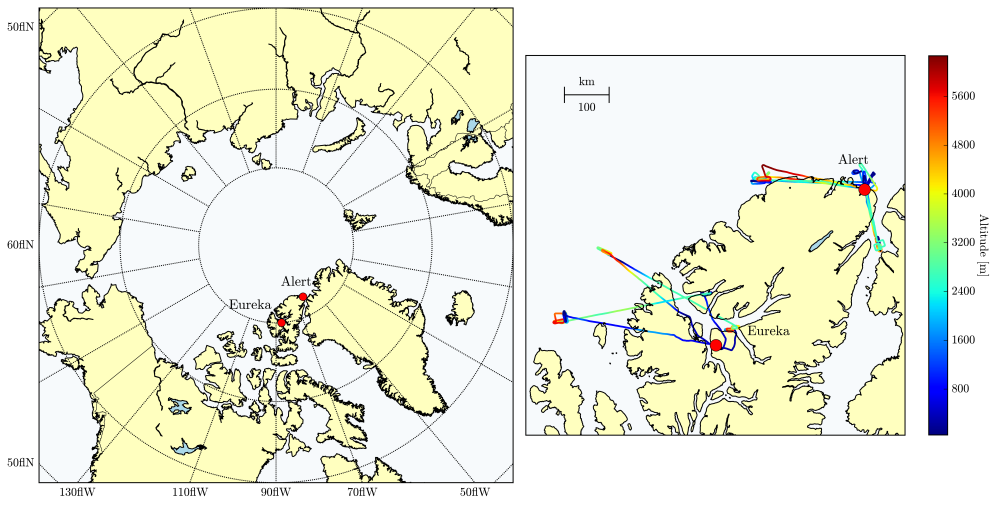 50flN
60flN
50flN
130flW
110flW
90flW
70flW
50flW
Alert
Eureka
km
100
Alert
Eureka
5600
4800
4000
3200
2400
1600
800
Altitude [m]